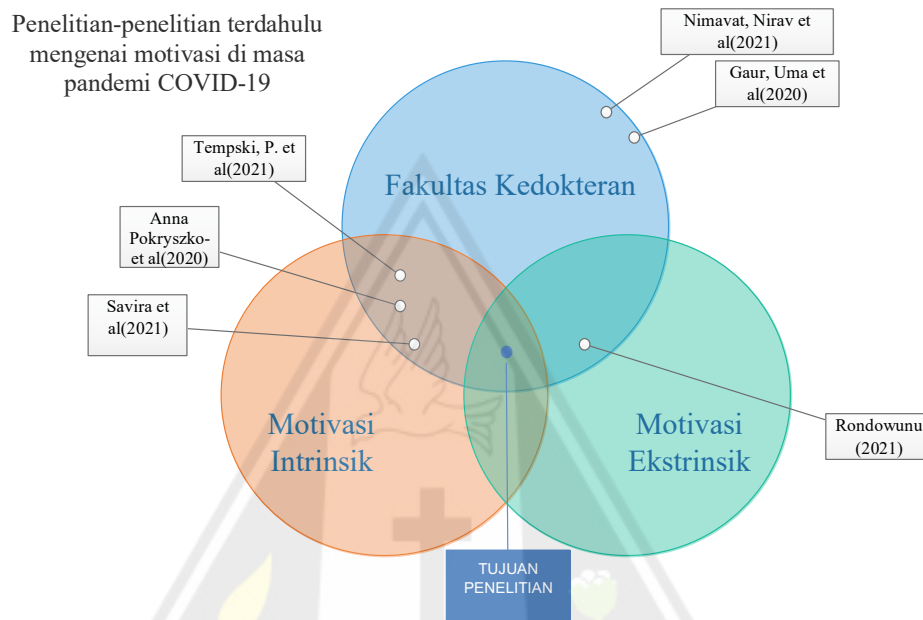 Penelitian-penelitian terdahulu
mengenai motivasi di masa
pandemi COVID-19
Nimavat, Nirav et
al(2021)
Gaur, Uma et
al(2020)
Tempski, P. et
al(2021)
Fakultas Kedokteran
Anna
Pokryszko-
et al(2020)
Savira et
al(2021)
Motivasi
Intrinsik
Motivasi
Ekstrinsik
Rondowunu
(2021)
TUJUAN
PENELITIAN